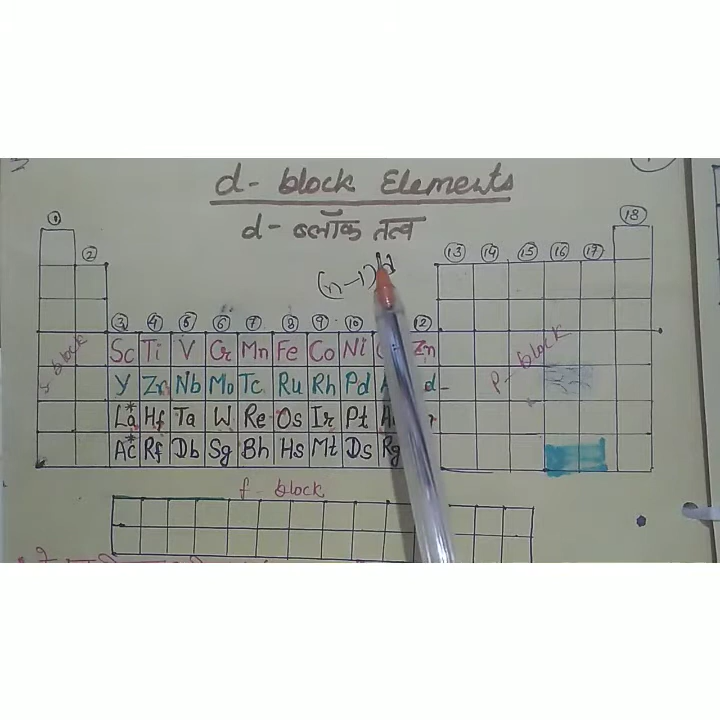 d- block Elements
d- ब्लॉक तत्व
① ⑱
② ⑬ ⑭ ⑮ ⑯ ⑰
(n-1)d
③ ④ ⑤ ⑥ ⑦ ⑧ ⑨ ⑩ ⑫
s-block Sc Ti V Cr Mn Fe Co Ni Zn p-block
Y Zr Nb Mo Tc Ru Rh Pd
La* Hf Ta W Re Os Ir Pt
Ac* Rf Db Sg Bh Hs Mt Ds Rg
f-block